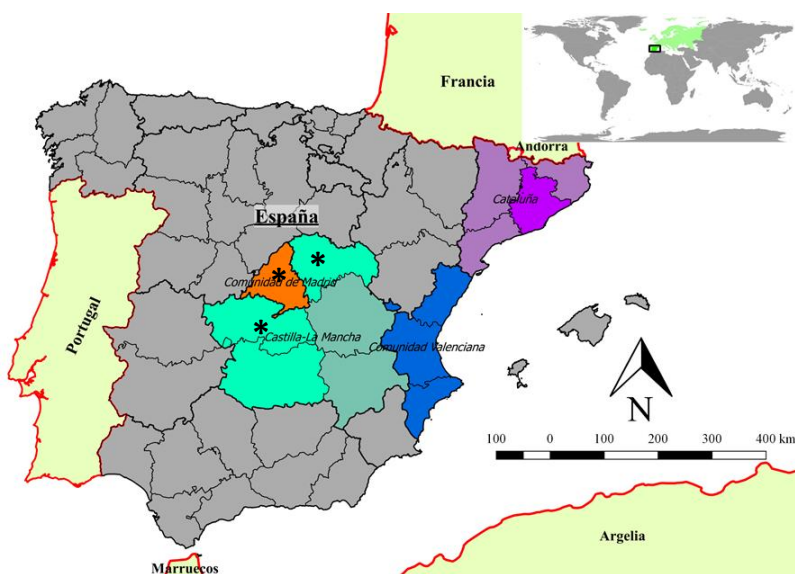 Francia
Andorra
Cataluña
España
*
*
Comunidad de Madrid
*
Castilla-La Mancha
Comunidad Valenciana
Portugal
N
100 0 100 200 300 400 km
Argelia
Marruecos